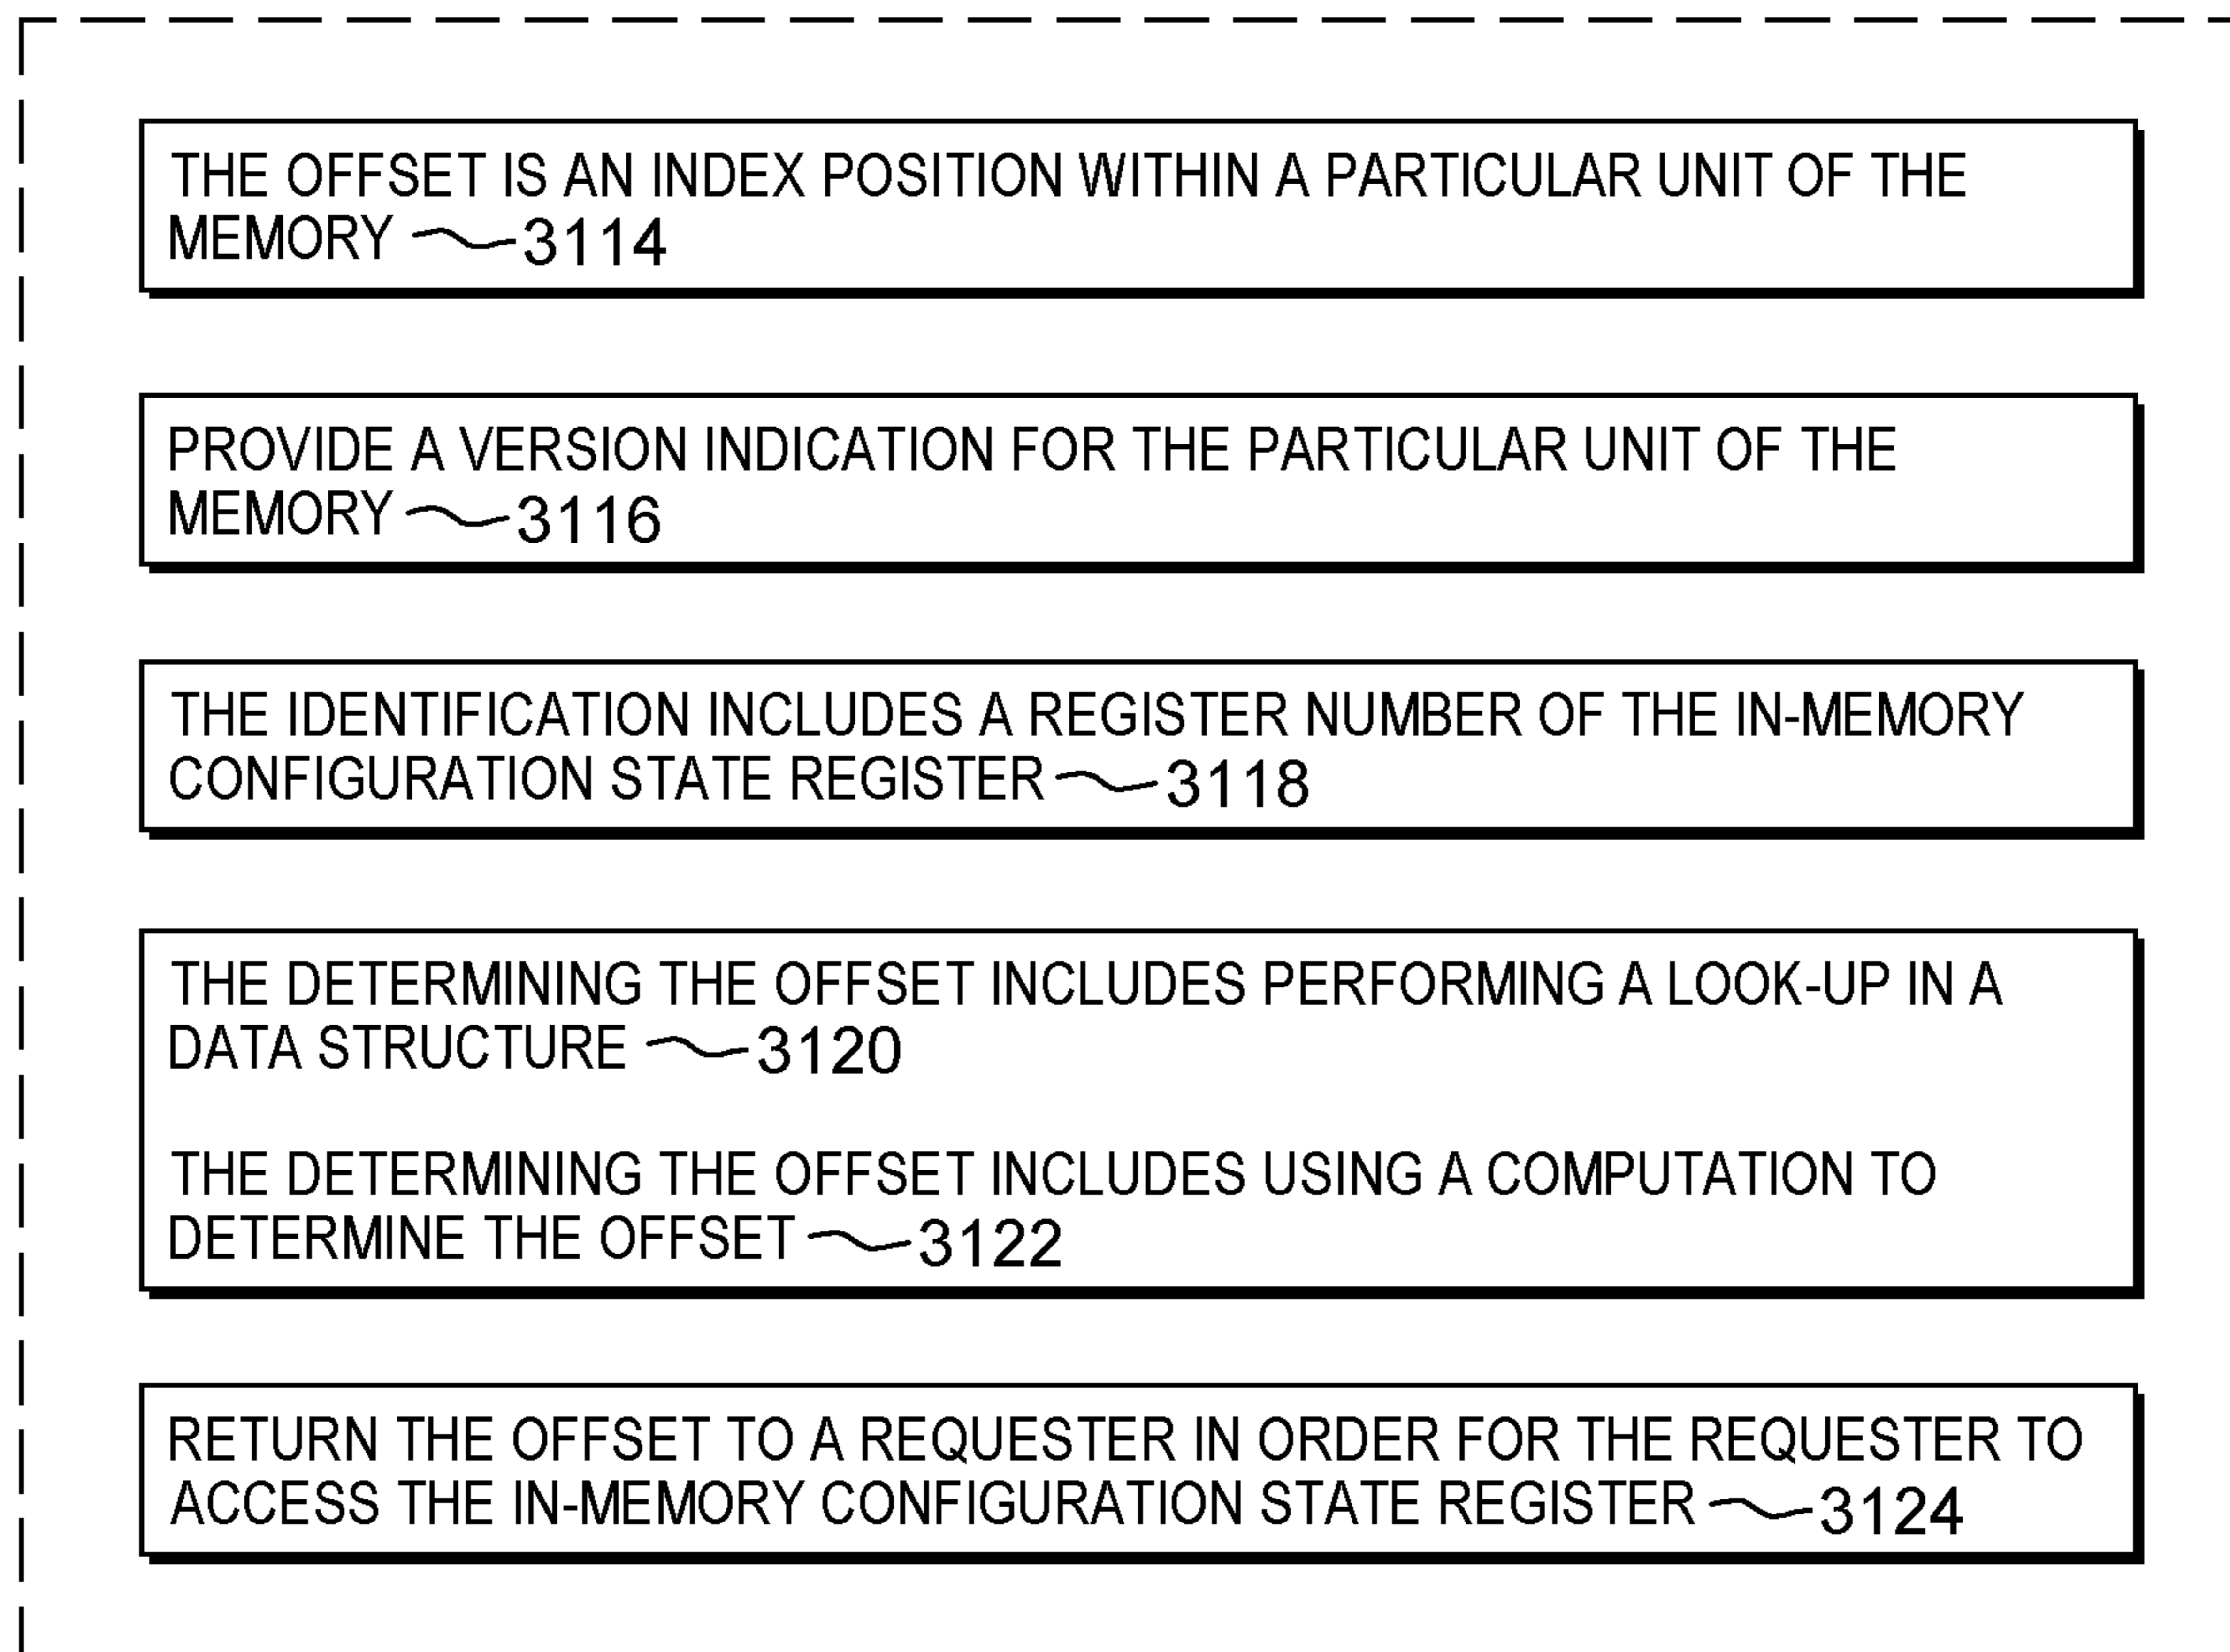 THE OFFSET IS AN INDEX POSITION WITHIN A PARTICULAR UNIT OF THE
MEMORY 3114
PROVIDE A VERSION INDICATION FOR THE PARTICULAR UNIT OF THE
MEMORY 3116
THE IDENTIFICATION INCLUDES A REGISTER NUMBER OF THE IN-MEMORY
CONFIGURATION STATE REGISTER 3118
THE DETERMINING THE OFFSET INCLUDES PERFORMING A LOOK-UP IN A
DATA STRUCTURE 3120
THE DETERMINING THE OFFSET INCLUDES USING A COMPUTATION TO
DETERMINE THE OFFSET 3122
RETURN THE OFFSET TO A REQUESTER IN ORDER FOR THE REQUESTER TO
ACCESS THE IN-MEMORY CONFIGURATION STATE REGISTER 3124